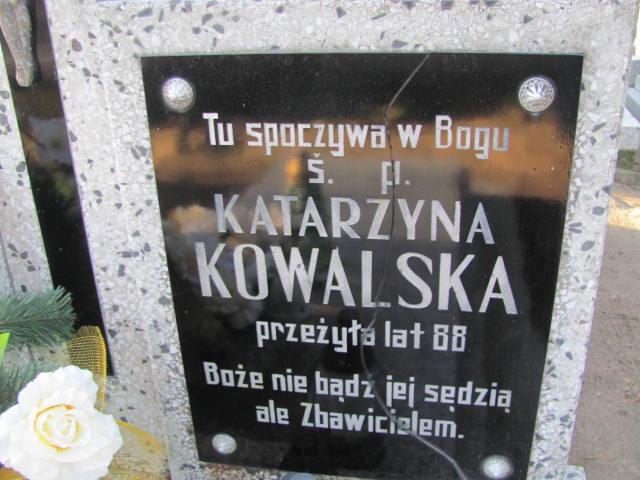 Tu spoczywa w Bogu
ś. p.
KATARZYNA
KOWALSKA
przeżyła lat 88
Boże nie bądź jej sędzią
ale Zbawicielem.